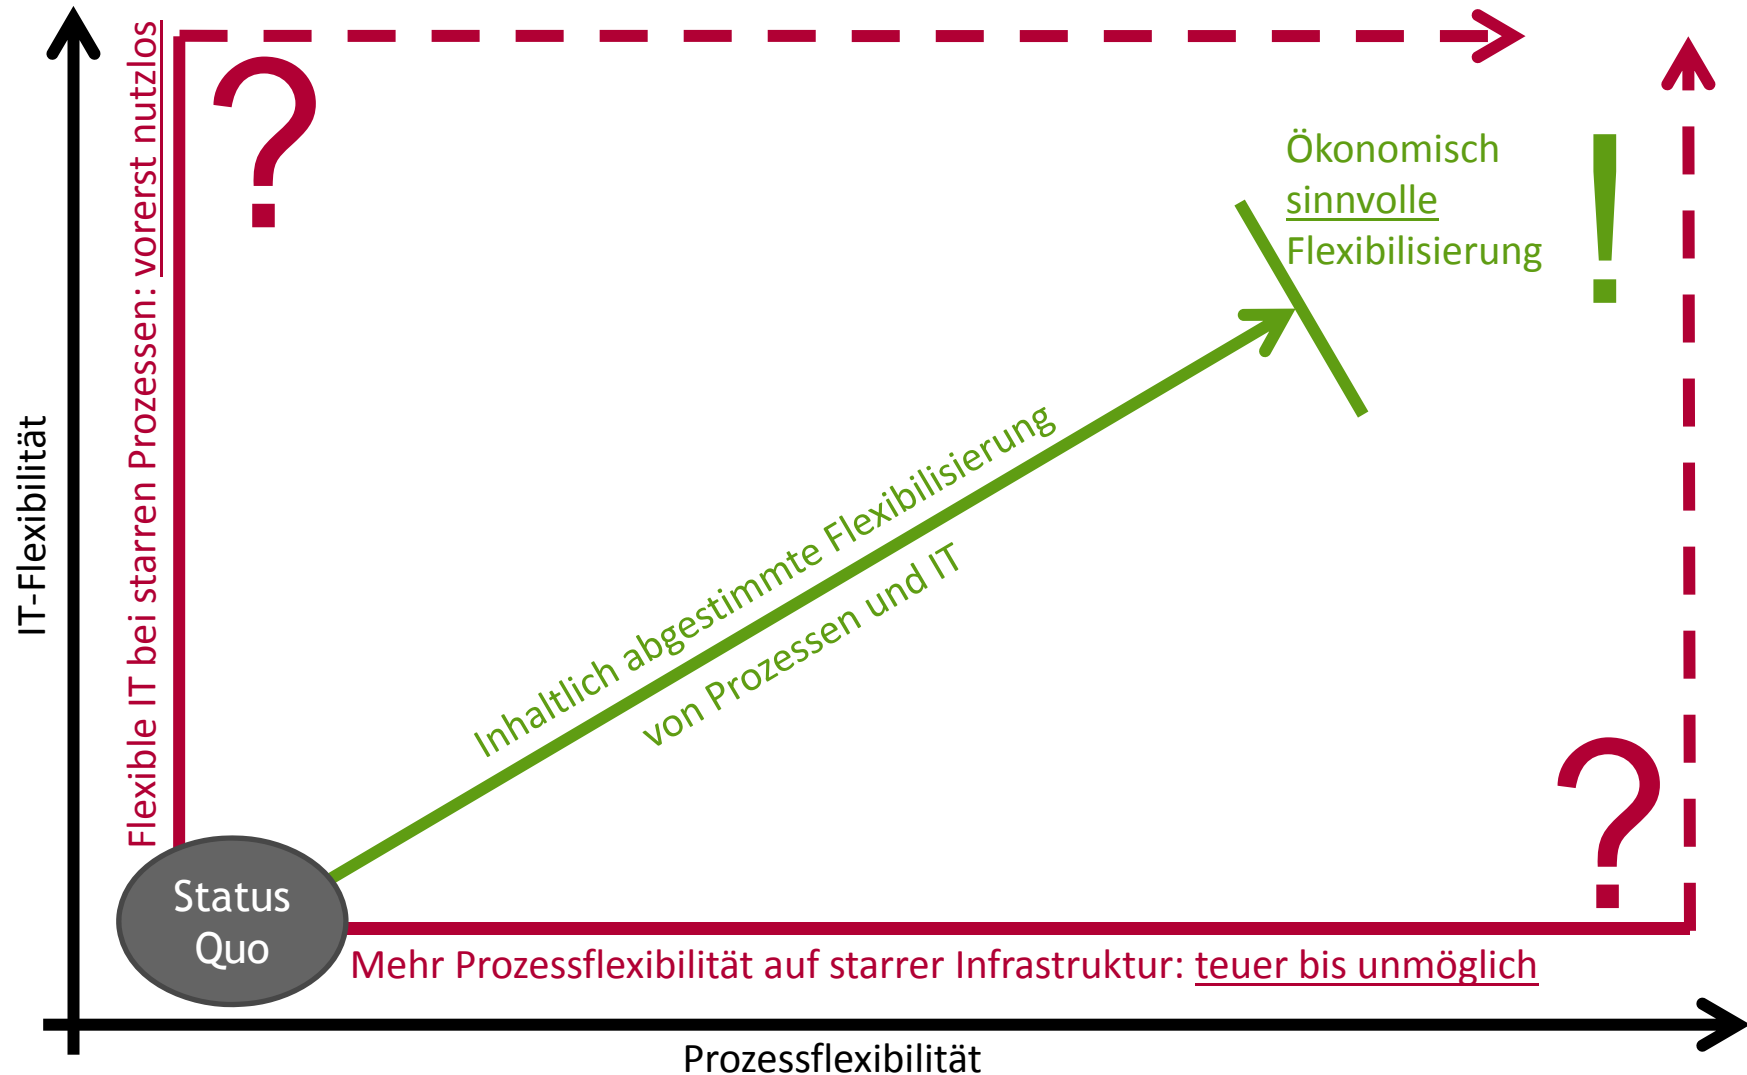 IT-Flexibilität
Flexible IT bei starren Prozessen: vorerst nutzlos
?
Ökonomisch
sinnvolle
Flexibilisierung
!
Inhaltlich abgestimmte Flexibilisierung
von Prozessen und IT
?
Status
Quo
Mehr Prozessflexibilität auf starrer Infrastruktur: teuer bis unmöglich
Prozessflexibilität